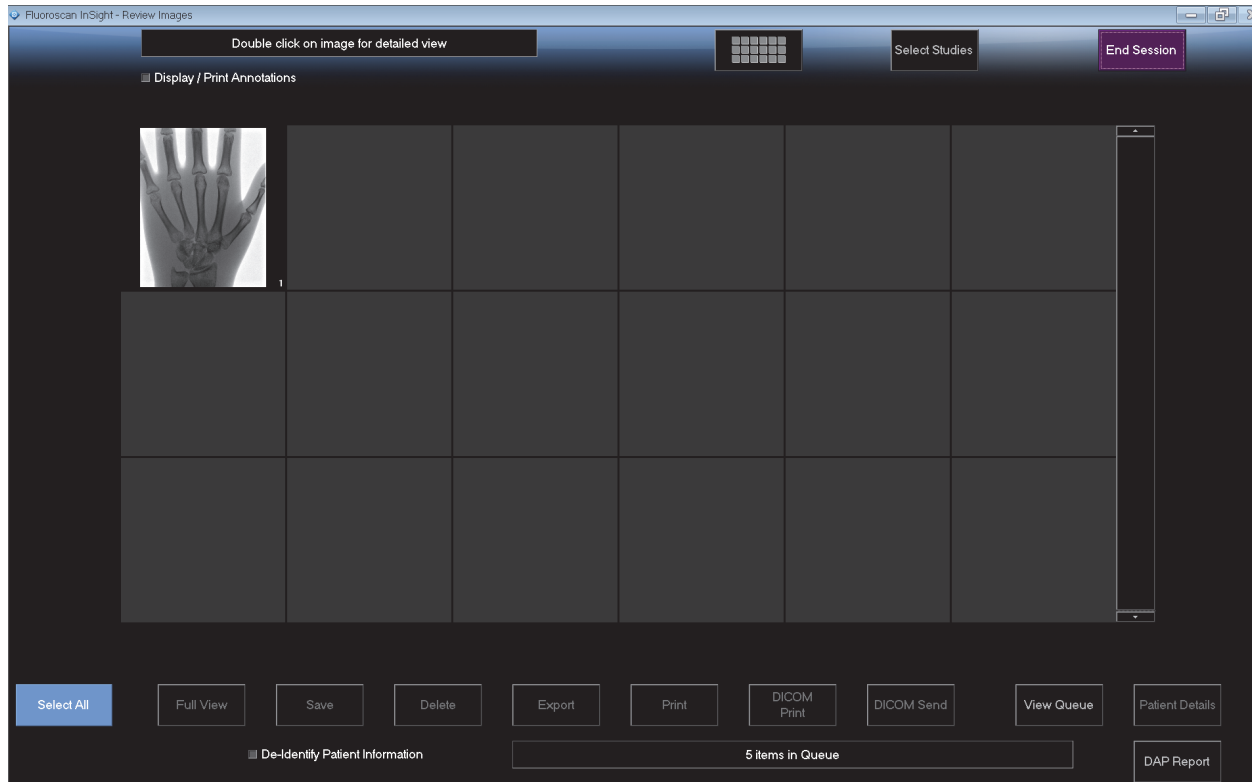 Fluoroscan InSight - Review Images
Double click on image for detailed view
Select Studies
End Session
Display / Print Annotations
1
Select All
Full View
Save
Delete
Export
Print
DICOM
Print
DICOM Send
View Queue
Patient Details
De-Identify Patient Information
5 items in Queue
DAP Report